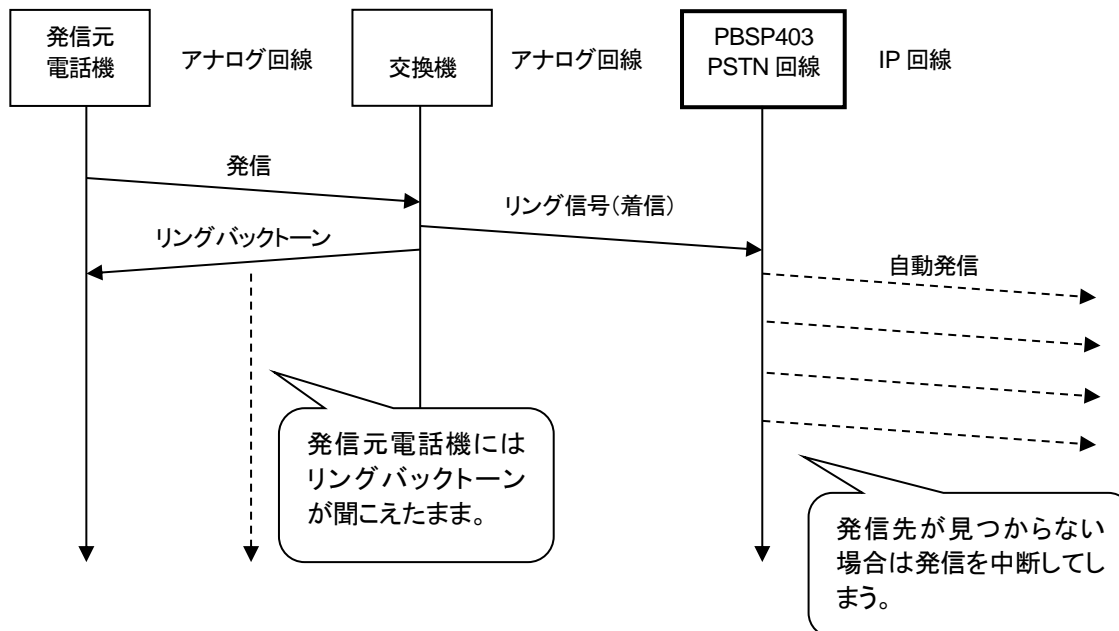 発信元
電話機
アナログ回線
交換機
アナログ回線
PBSP403
PSTN 回線
IP 回線
発信
リング信号(着信)
リングバックトーン
自動発信
発信元電話機には
リングバックトーン
が聞こえたまま。
発信先が見つからない
場合は発信を中断してし
まう。